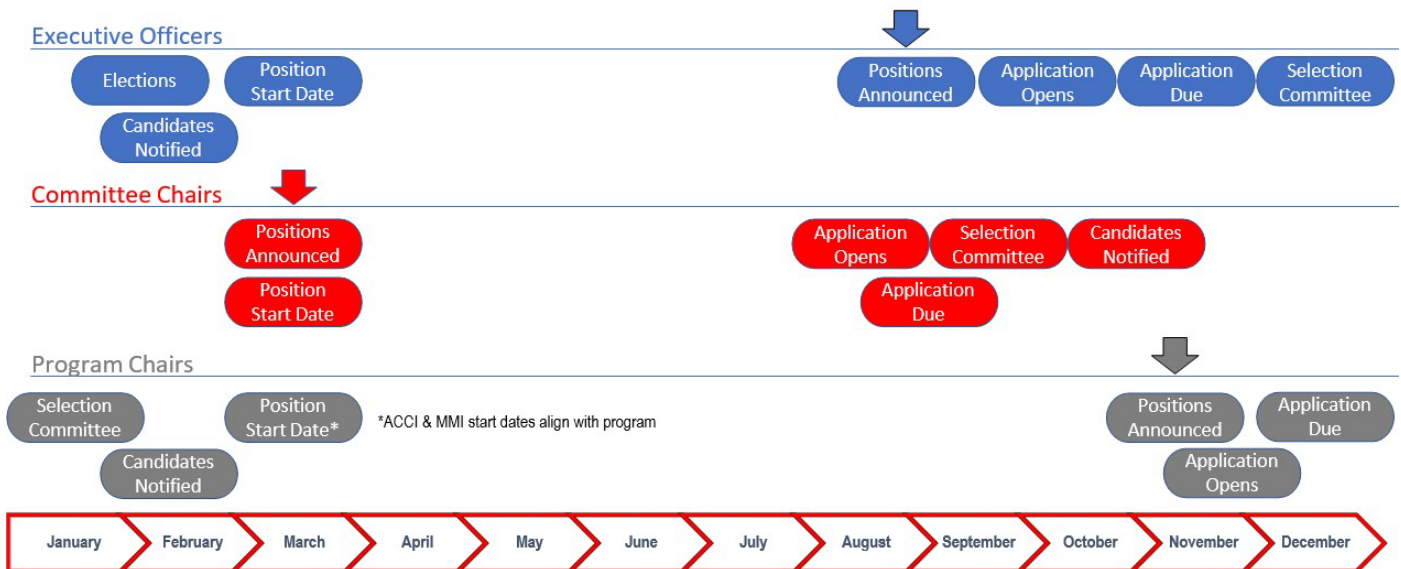 Executive Officers
Elections
Position
Start Date
Candidates
Notified
Positions
Announced
Application
Opens
Application
Due
Selection
Committee
Committee Chairs
Positions
Announced
Position
Start Date
Application
Opens
Selection
Committee
Candidates
Notified
Application
Due
Program Chairs
Selection
Committee
Position
Start Date*
*ACCI & MMI start dates align with program
Candidates
Notified
Positions
Announced
Application
Due
Application
Opens
January
February
March
April
May
June
July
August
September
October
November
December